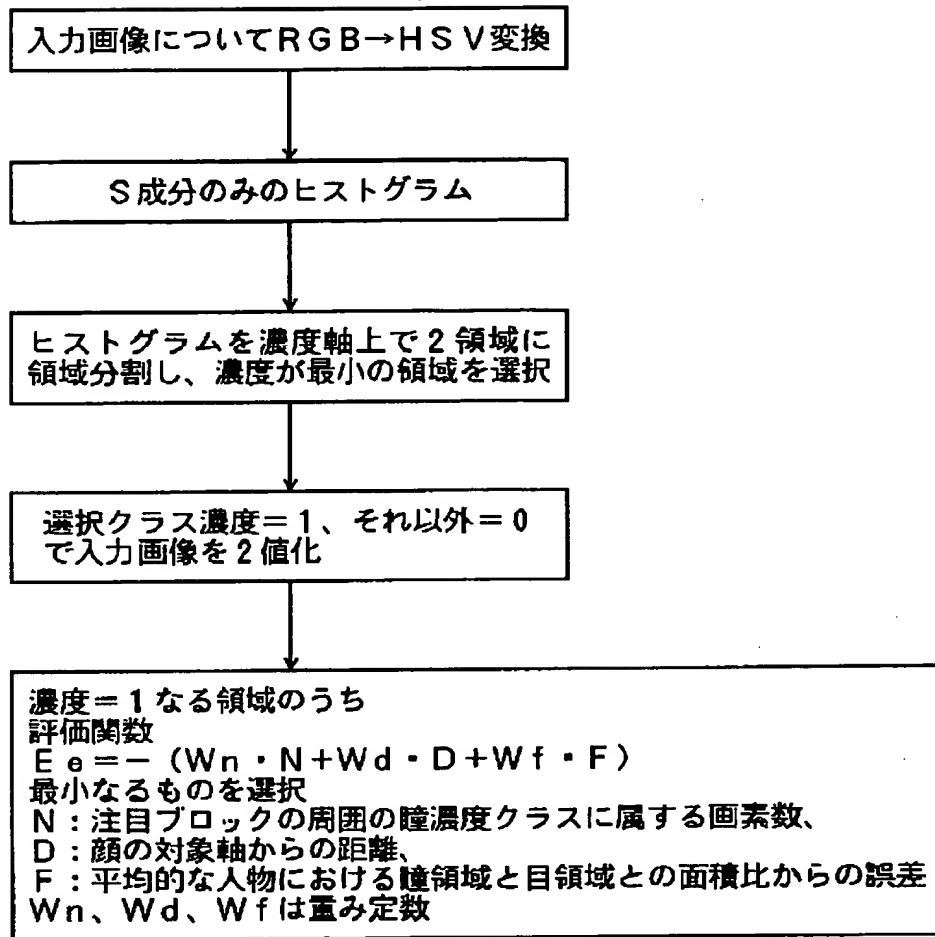 入力画像についてRGB→HSV変換
S成分のみのヒストグラム
ヒストグラムを濃度軸上で2領域に
領域分割し、濃度が最小の領域を選択
選択クラス濃度=1、それ以外=0
で入力画像を2値化
濃度=1なる領域のうち
評価関数
Ee=-(Wn・N+Wd・D+Wf・F)
最小なるものを選択
N:注目ブロックの周囲の瞳濃度クラスに属する画素数、
D:顔の対象軸からの距離、
F:平均的な人物における瞳領域と目領域との面積比からの誤差
Wn、Wd、Wfは重み定数